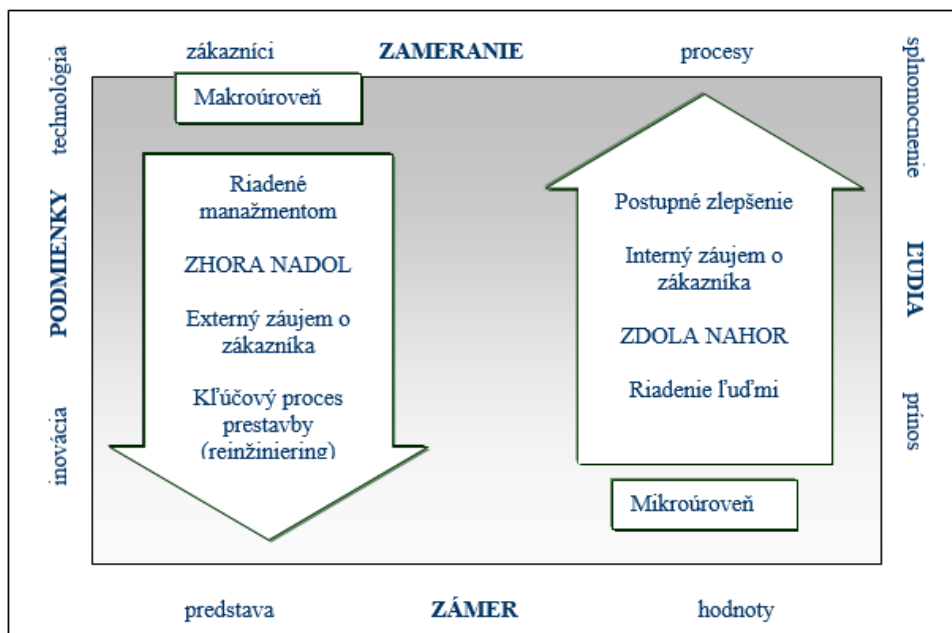 zákazníci ZAMERANIE procesy
technológia
PODMIENKY
inovácia
Makroúroveň
Riadené
manažmentom
ZHORA NADOL
Externý záujem o
zákazníka
Kľúčový proces
prestavby
(reinžiniering)
Postupné zlepšenie
Interný záujem o
zákazníka
ZDOLA NAHOR
Riadenie ľuďmi
Mikroúroveň
splnomocnenie
ĽUDIA
prínos
predstava ZÁMER hodnoty